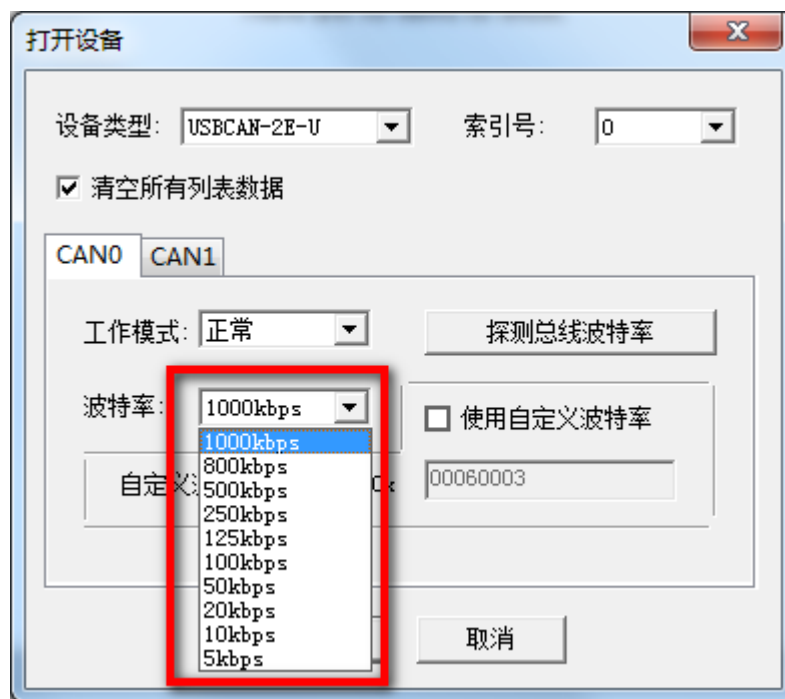 打开设备
设备类型: USBCAN-2E-U 索引号: 0
清空所有列表数据
CAN0 CAN1
工作模式: 正常 探测总线波特率
波特率: 1000kbps 使用自定义波特率
1000kbps
800kbps
自定义 00060003
500kbps
250kbps
125kbps
100kbps
50kbps
20kbps
10kbps 取消
5kbps